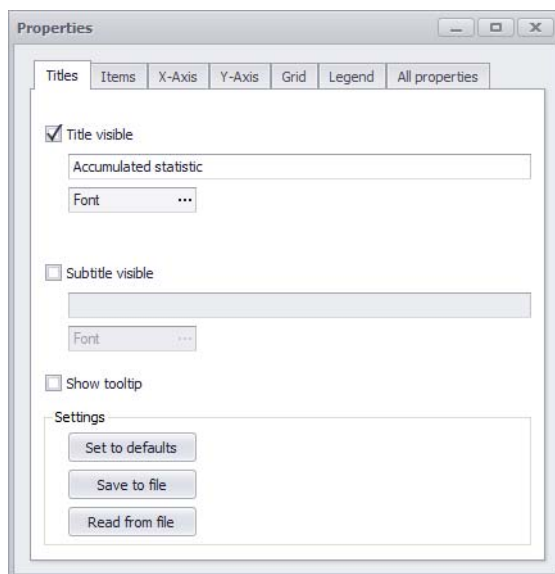 Properties
Titles Items X-Axis Y-Axis Grid Legend All properties
Title visible
Accumulated statistic
Font ...
Subtitle visible
Font ...
Show tooltip
Settings
Set to defaults
Save to file
Read from file